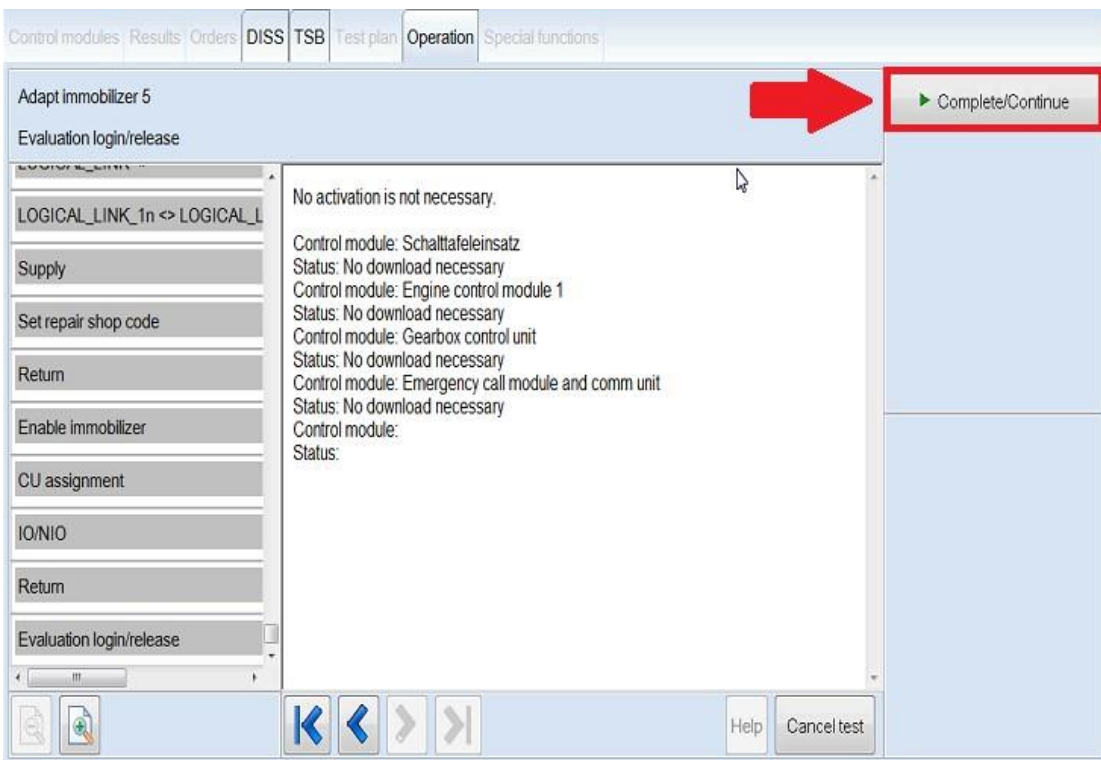 Control modules Results Orders DISS TSB Test plan Operation Special functions
Adapt immobilizer 5
Evaluation login/release
Complete/Continue
LOGICAL_LINK
LOGICAL_LINK_1n <> LOGICAL_L
Supply
Set repair shop code
Return
Enable immobilizer
CU assignment
IO/NIO
Return
Evaluation login/release
No activation is not necessary.
Control module: Schalttafeleinsatz
Status: No download necessary
Control module: Engine control module 1
Status: No download necessary
Control module: Gearbox control unit
Status: No download necessary
Control module: Emergency call module and comm unit
Status: No download necessary
Control module:
Status:
Help
Cancel test